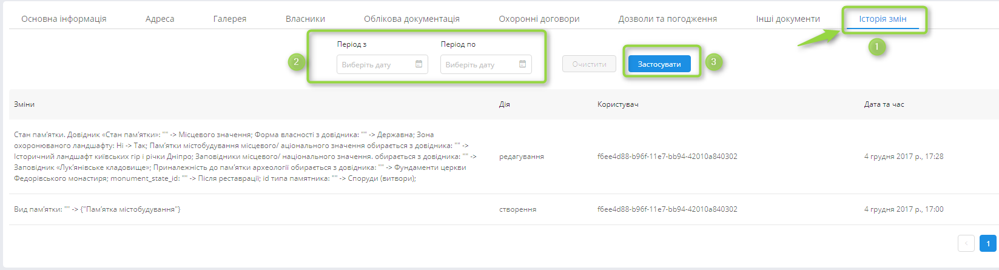 Основна інформація Адреса Галерея Власники Облікова документація Охоронні договори Дозволи та погодження Інші документи Історія змін
1
Період з Період по
2 Виберіть дату Виберіть дату Очистити Застосувати 3
Зміни Дія Користувач Дата та час
Стан пам’ятки. Довідник «Стан пам’ятки»: "" -> Місцевого значення; Форма власності з довідника: "" -> Державна; Зона
охоронюваного ландшафту: Ні -> Так; Пам’ятки містобудування місцевого/ аціонального значення обирається з довідника: "" ->
Історичний ландшафт київських гір і річки Дніпро; Заповідники місцевого/ національного значення. обирається з довідника: "" ->
Заповідник «Лук’янівське кладовище»; Приналежність до пам’ятки археології обирається з довідника: "" -> Фундаменти церкви
Федорівського монастиря; monument_state_id: "" -> Після реставрації; id типа памятника: "" -> Споруди (витвори);
редагування f6ee4d88-b96f-11e7-bb94-42010a840302 4 грудня 2017 р., 17:28
Вид пам’ятки: "" -> {"Пам’ятка містобудування"} створення f6ee4d88-b96f-11e7-bb94-42010a840302 4 грудня 2017 р., 17:00
< 1